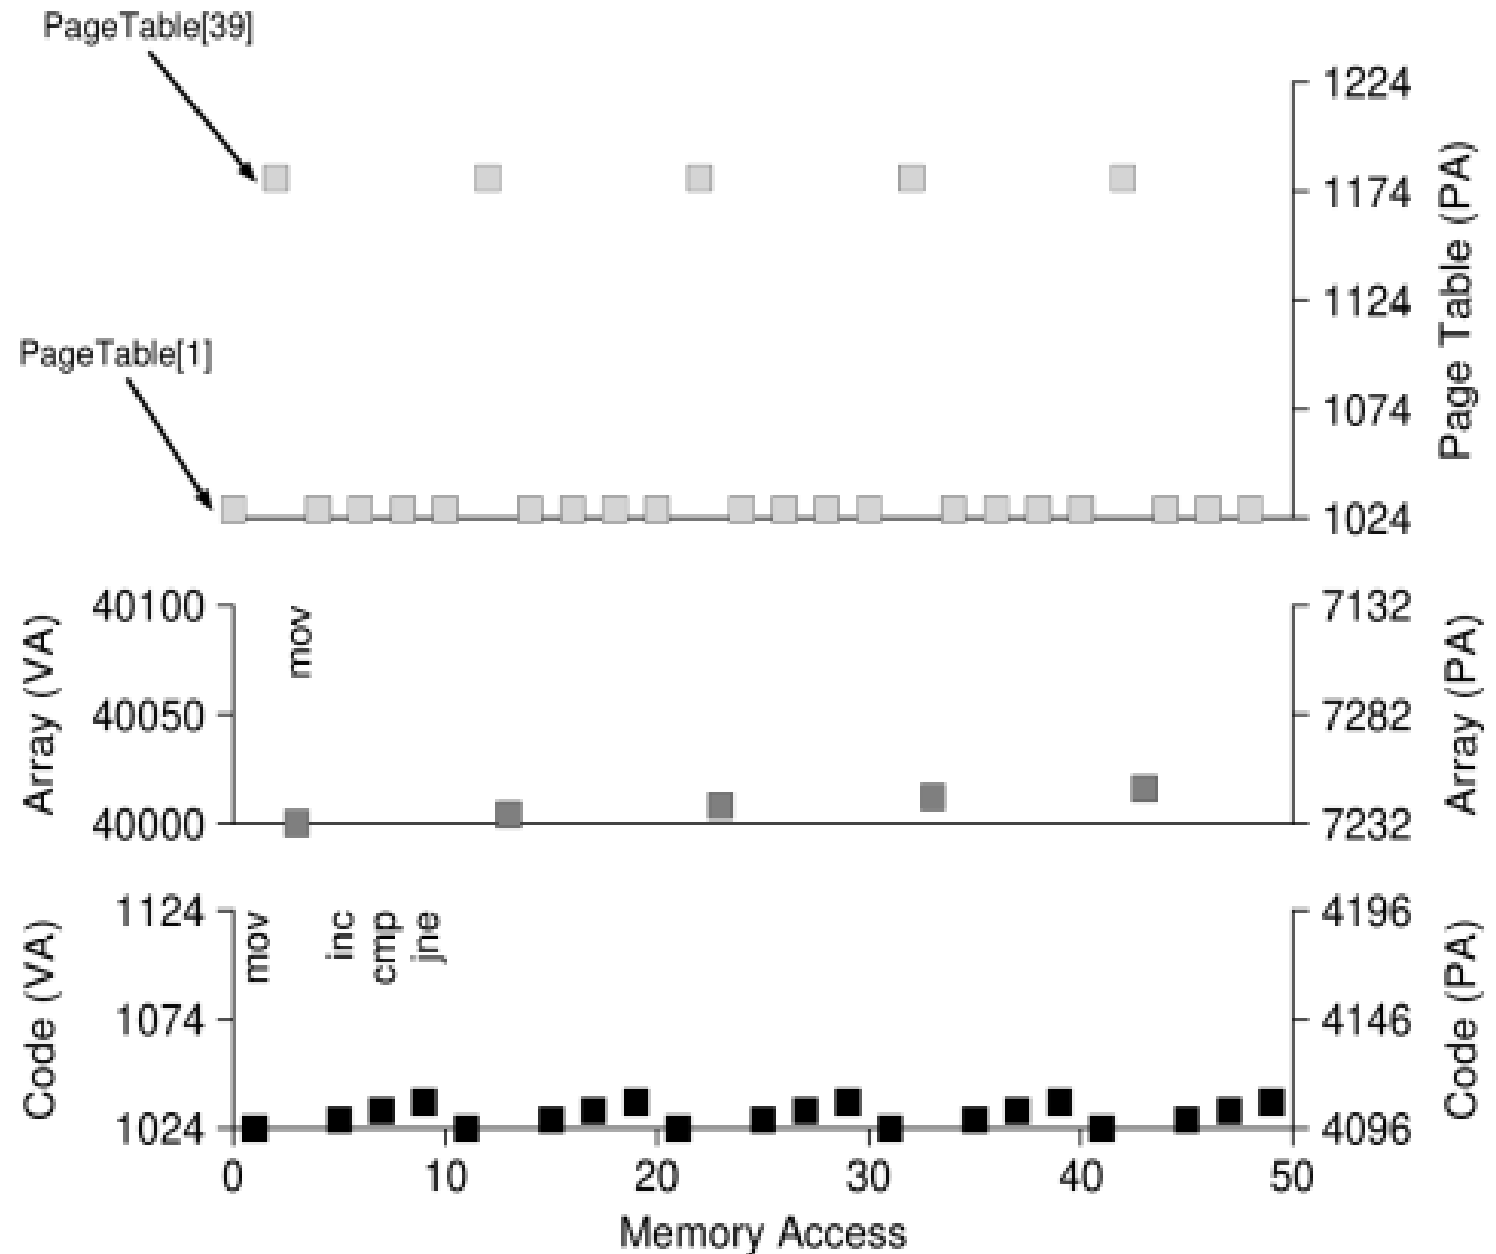 PageTable[39]
1224
1174
1124
1074
1024
Page Table (PA)
PageTable[1]
40100
40050
40000
Array (VA)
mov
7132
7282
7232
Array (PA)
1124
1074
1024
Code (VA)
mov
inc
cmp
jne
4196
4146
4096
Code (PA)
0 10 20 30 40 50
Memory Access